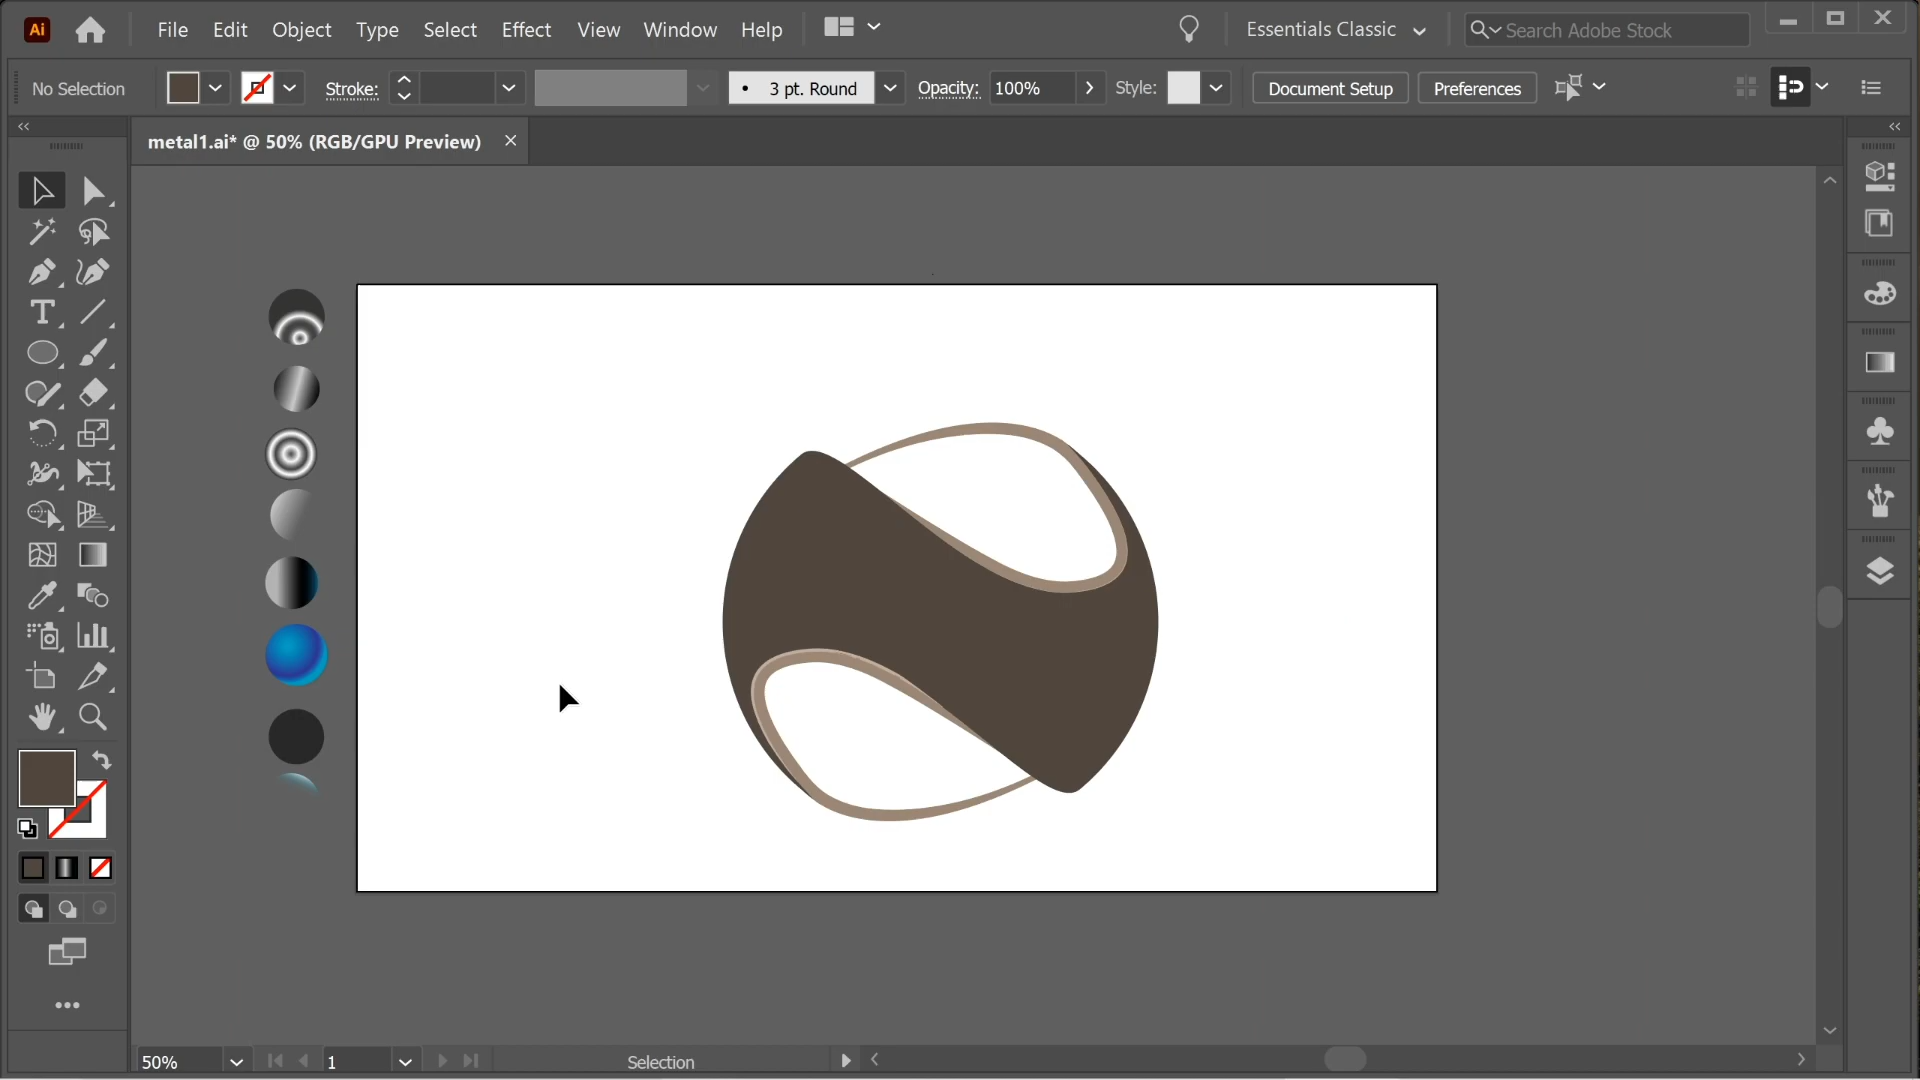 Ai File Edit Object Type Select Effect View Window Help Essentials Classic Search Adobe Stock
No Selection Stroke: 3 pt. Round Opacity: 100% Style: Document Setup Preferences
metal1.ai* @ 50% (RGB/GPU Preview)
50% 1 Selection